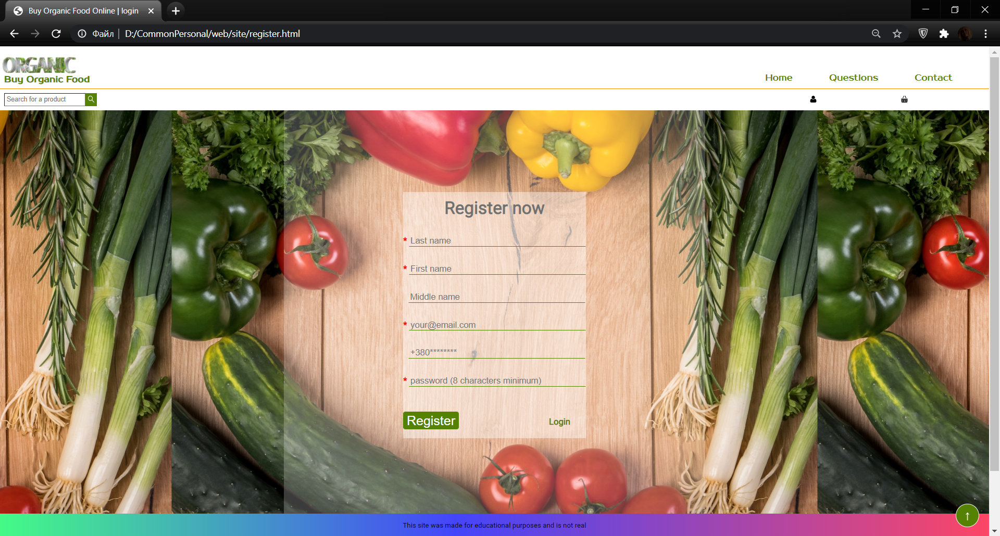 Buy Organic Food Online | login
Файл | D:/CommonPersonal/web/site/register.html
ORGANIC
Buy Organic Food
Home Questions Contact
Search for a product
Register now
* Last name
* First name
Middle name
* your@email.com
+380********
* password (8 characters minimum)
Register Login
This site was made for educational purposes and is not real
↑